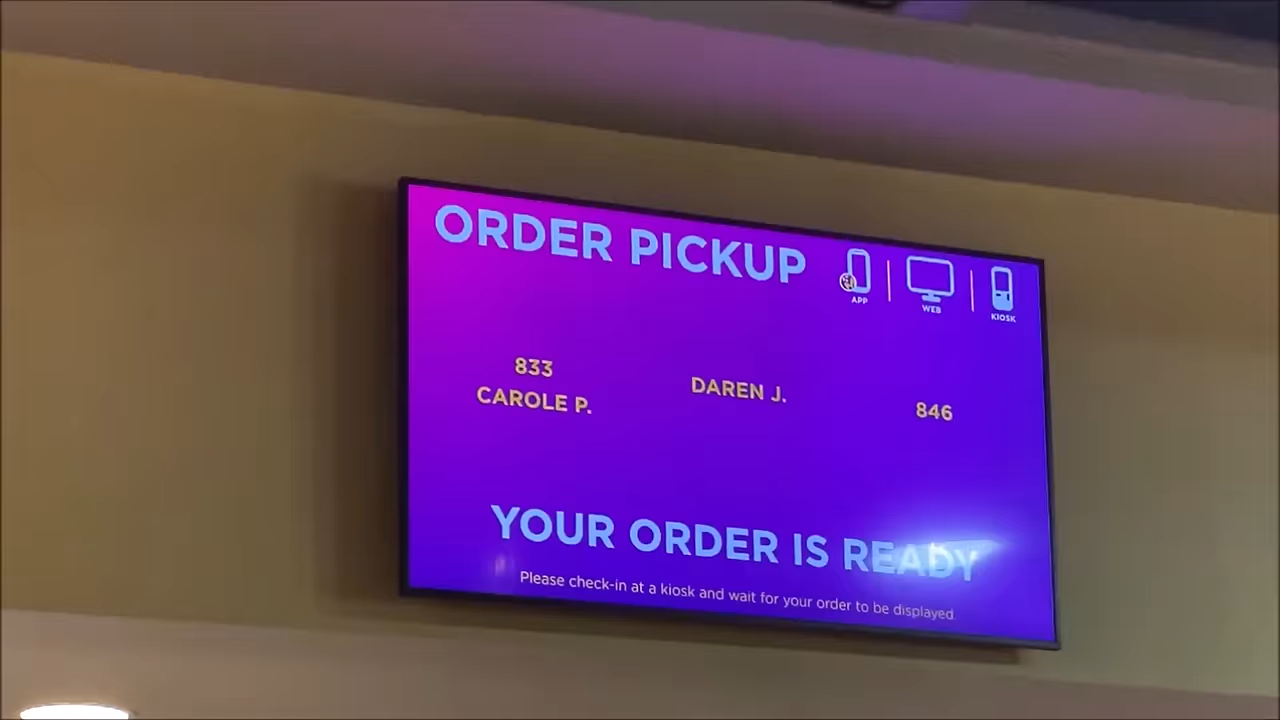 ORDER PICKUP
APP
WEB
KIOSK
833
CAROLE P.
DAREN J.
846
YOUR ORDER IS READY
Please check-in at a kiosk and wait for your order to be displayed.